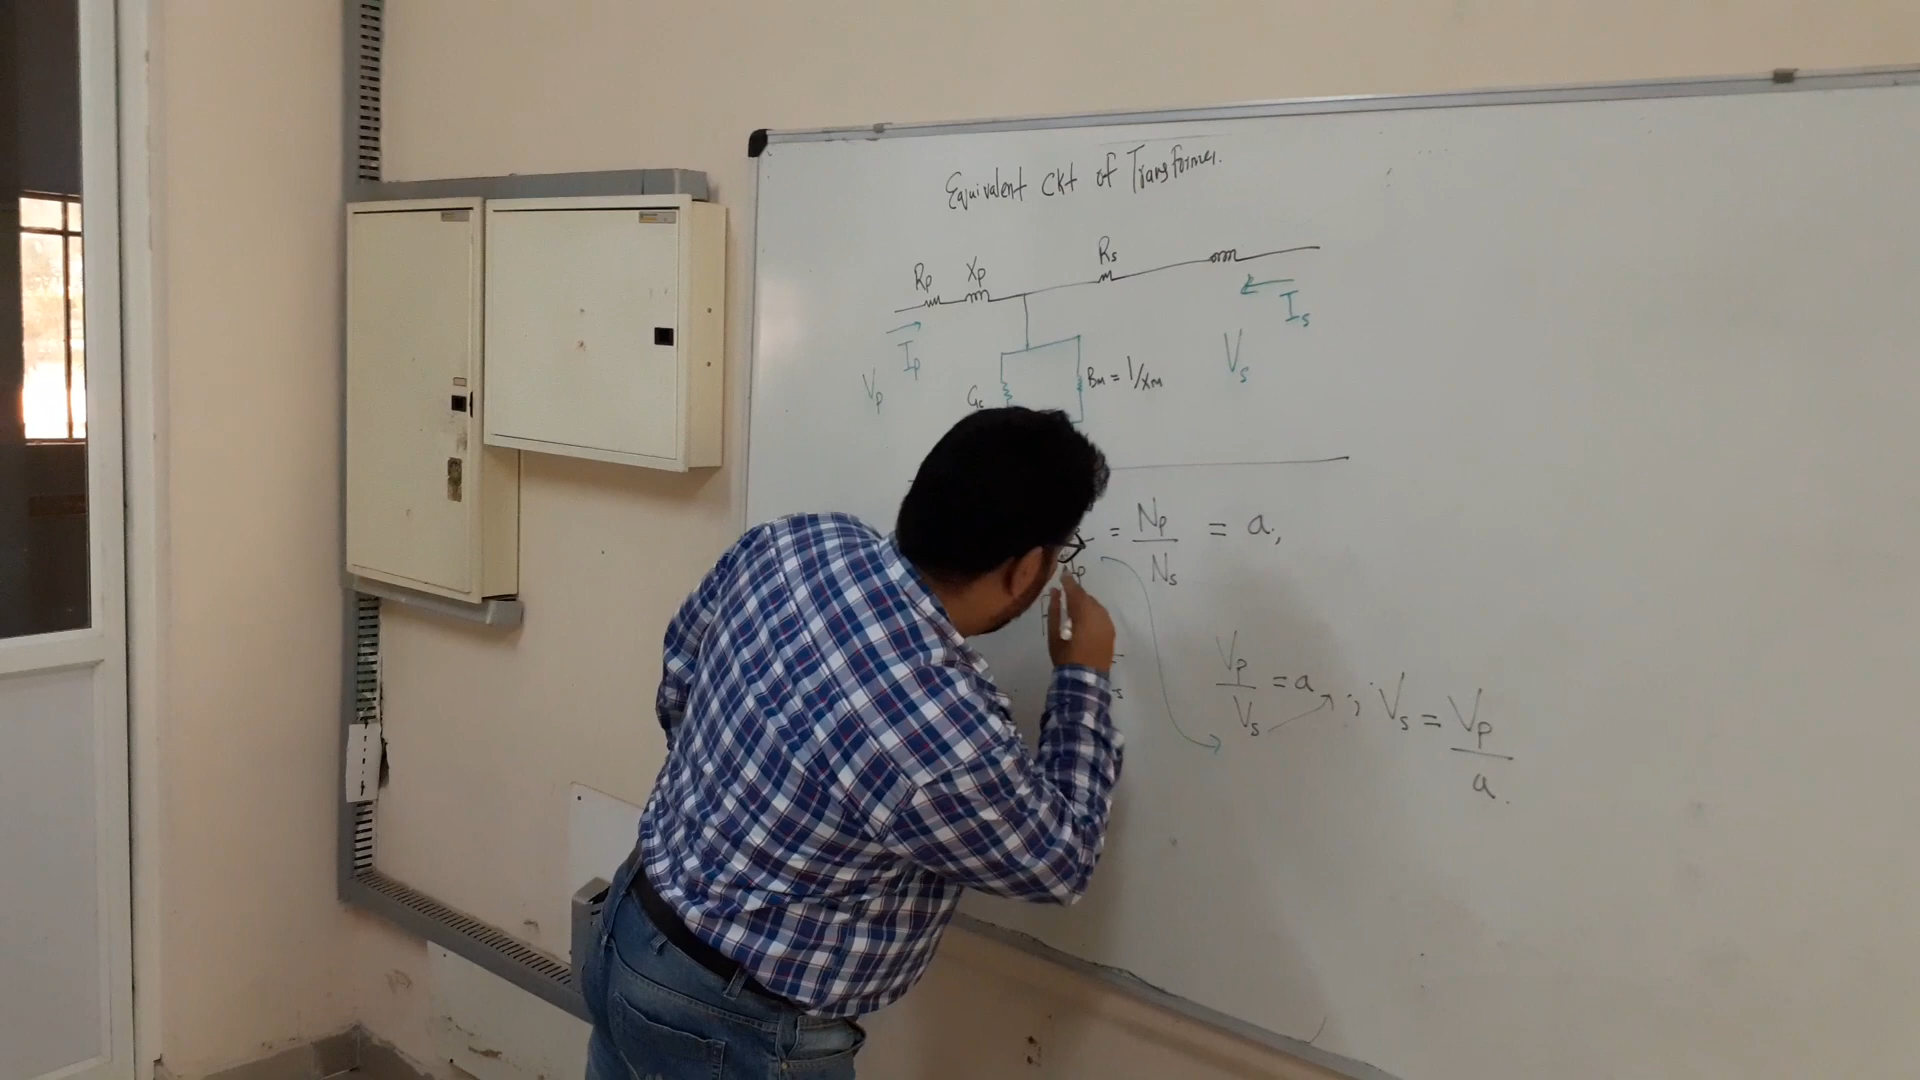 Equivalent Ckt of Transformer.
Rp Xp Rs
Ip Is
Vp Vs
Gc Bm = 1/Xm
= Np/Ns = a,
Ip
Vp/Vs = a ; Vs = Vp/a.